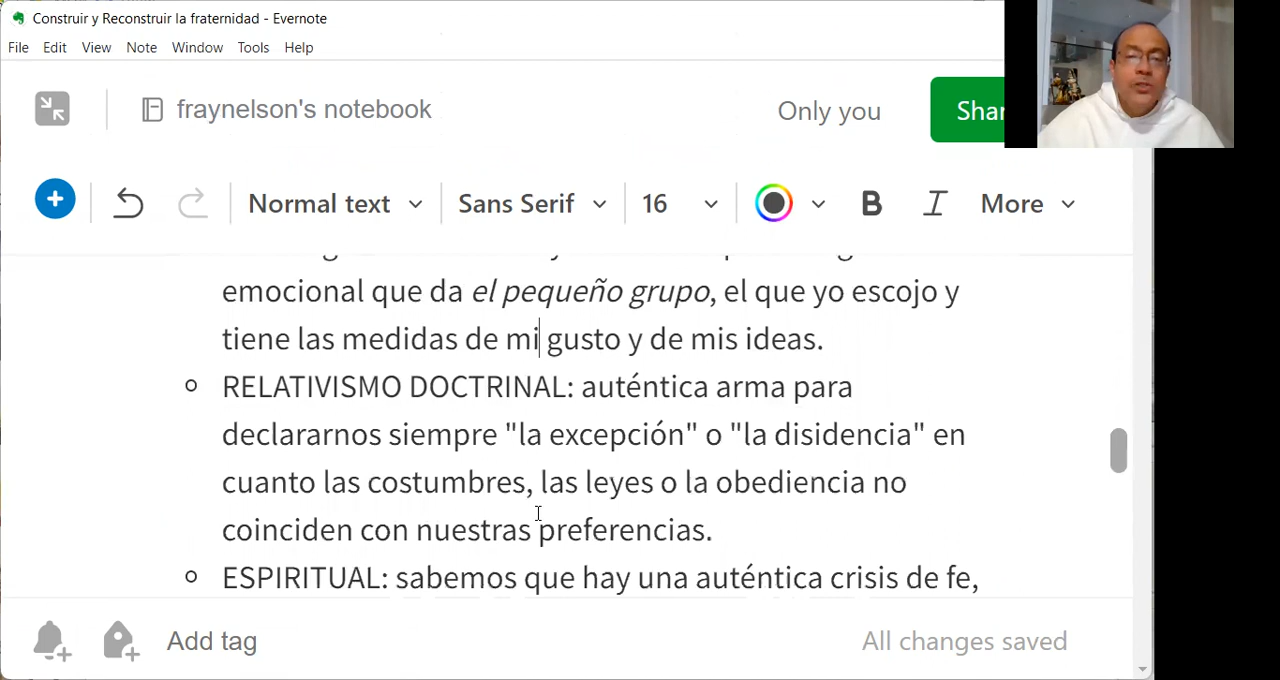 Construir y Reconstruir la fraternidad - Evernote
File Edit View Note Window Tools Help
fraynelson's notebook
Only you
Shar
Normal text
Sans Serif
16
B
I
More
emocional que da el pequeño grupo, el que yo escojo y
tiene las medidas de mi gusto y de mis ideas.
RELATIVISMO DOCTRINAL: auténtica arma para
declararnos siempre "la excepción" o "la disidencia" en
cuanto las costumbres, las leyes o la obediencia no
coinciden con nuestras preferencias.
ESPIRITUAL: sabemos que hay una auténtica crisis de fe,
Add tag
All changes saved